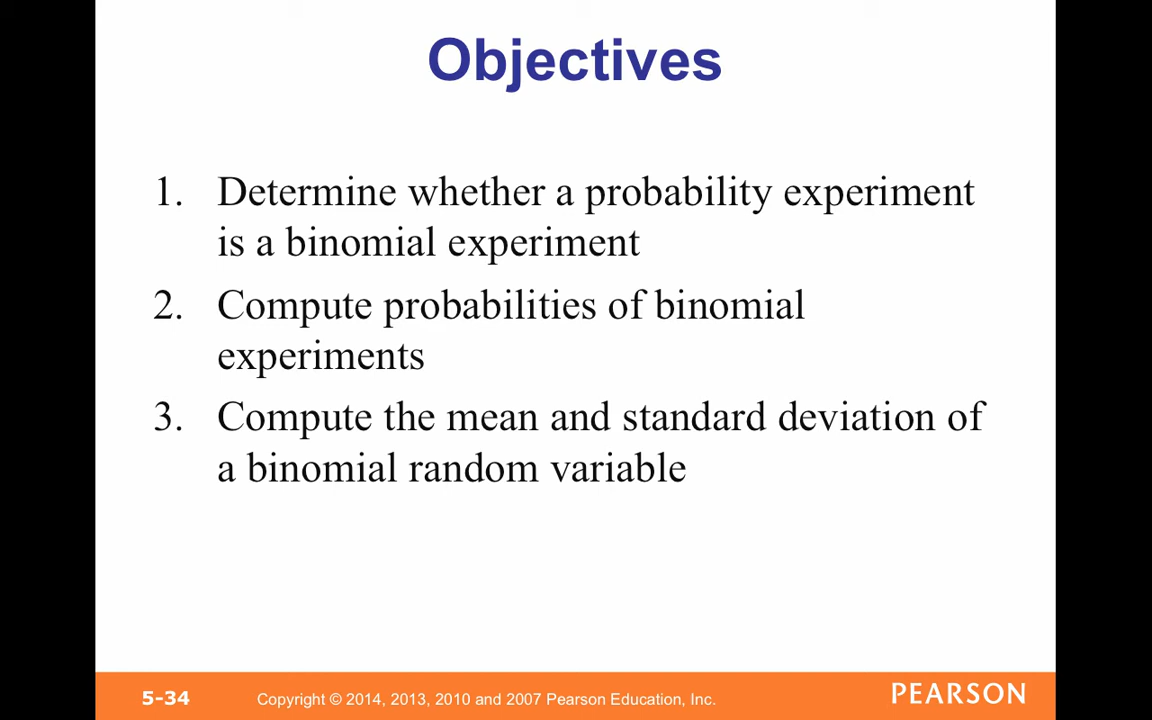 Objectives
1. Determine whether a probability experiment
is a binomial experiment
2. Compute probabilities of binomial
experiments
3. Compute the mean and standard deviation of
a binomial random variable
5-34 Copyright © 2014, 2013, 2010 and 2007 Pearson Education, Inc. PEARSON